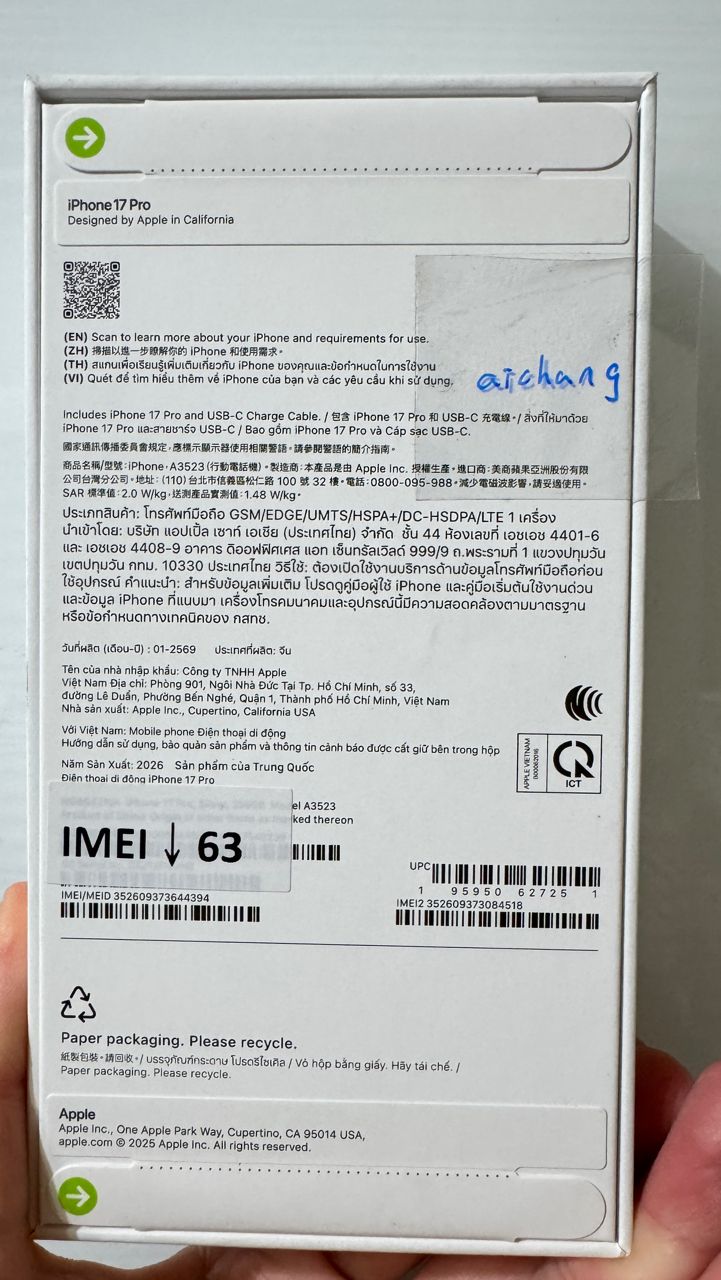 iPhone 17 Pro
Designed by Apple in California
(EN) Scan to learn more about your iPhone and requirements for use.
(ZH) 掃描以進一步瞭解你的 iPhone 和使用需求。
(TH) สแกนเพื่อเรียนรู้เพิ่มเติมเกี่ยวกับ iPhone ของคุณและข้อกำหนดในการใช้งาน
(VI) Quét để tìm hiểu thêm về iPhone của bạn và các yêu cầu khi sử dụng.
aichang
Includes iPhone 17 Pro and USB-C Charge Cable. / 包含 iPhone 17 Pro 和 USB-C 充電線。/ สิ่งที่ให้มาด้วย
iPhone 17 Pro และสายชาร์จ USB-C / Bao gồm iPhone 17 Pro và Cáp sạc USB-C.
國家通訊傳播委員會規定，應標示顯示器使用相關警語。請參閱警語的簡介指南。
商品名稱/型號：iPhone，A3523（行動電話機）。製造商：本產品是由 Apple Inc. 授權生產。進口商：美商蘋果亞洲股份有限
公司台灣分公司。地址：(110) 台北市信義區松仁路 100 號 32 樓。電話：0800-095-988。減少電磁波影響，請妥適使用。
SAR 標準值：2.0 W/kg，送測產品實測值：1.48 W/kg。
ประเภทสินค้า: โทรศัพท์มือถือ GSM/EDGE/UMTS/HSPA+/DC-HSDPA/LTE 1 เครื่อง
นำเข้าโดย: บริษัท แอปเปิ้ล เซาท์ เอเชีย (ประเทศไทย) จำกัด ชั้น 44 ห้องเลขที่ เอชเอช 4401-6
และ เอชเอช 4408-9 อาคาร ดิออฟฟิศเศส แอท เซ็นทรัลเวิลด์ 999/9 ถ.พระรามที่ 1 แขวงปทุมวัน
เขตปทุมวัน กทม. 10330 ประเทศไทย วิธีใช้: ต้องเปิดใช้งานบริการด้านข้อมูลโทรศัพท์มือถือก่อน
ใช้อุปกรณ์ คำแนะนำ: สำหรับข้อมูลเพิ่มเติม โปรดดูคู่มือผู้ใช้ iPhone และคู่มือเริ่มต้นใช้งานด่วน
และข้อมูล iPhone ที่แนบมา เครื่องโทรคมนาคมและอุปกรณ์นี้มีความสอดคล้องตามมาตรฐาน
หรือข้อกำหนดทางเทคนิคของ กสทช.
วันที่ผลิต (เดือน-ปี) : 01-2569 ประเทศที่ผลิต: จีน
Tên của nhà nhập khẩu: Công ty TNHH Apple
Việt Nam Địa chỉ: Phòng 901, Ngôi Nhà Đức Tại Tp. Hồ Chí Minh, số 33,
đường Lê Duẩn, Phường Bến Nghé, Quận 1, Thành phố Hồ Chí Minh, Việt Nam
Nhà sản xuất: Apple Inc., Cupertino, California USA
Với Việt Nam: Mobile phone Điện thoại di động
Hướng dẫn sử dụng, bảo quản sản phẩm và thông tin cảnh báo được cất giữ bên trong hộp
Năm Sản Xuất: 2026 Sản phẩm của Trung Quốc
Điện thoại di động iPhone 17 Pro
APPLE VIETNAM
D00062016
ICT
el A3523
ked thereon
IMEI ↓ 63
UPC
1 95950 62725 1
IMEI/MEID 352609373644394
IMEI2 352609373084518
Paper packaging. Please recycle.
紙製包裝。請回收。/ บรรจุภัณฑ์กระดาษ โปรดรีไซเคิล / Vỏ hộp bằng giấy. Hãy tái chế. /
Paper packaging. Please recycle.
Apple
Apple Inc., One Apple Park Way, Cupertino, CA 95014 USA,
apple.com © 2025 Apple Inc. All rights reserved.